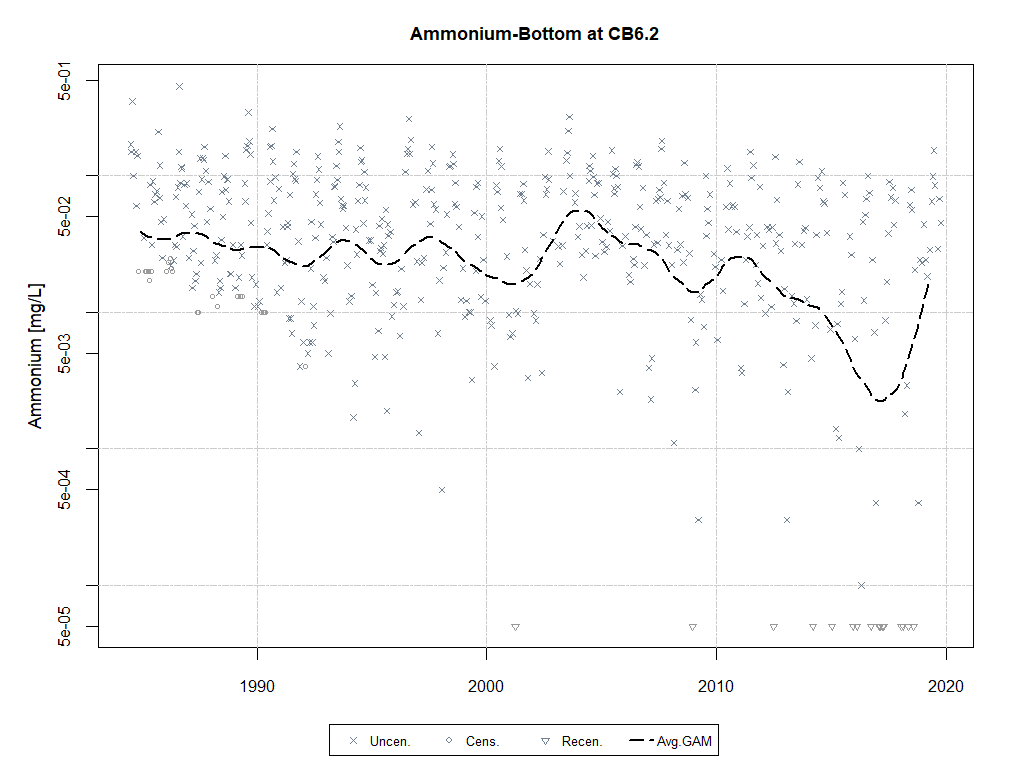 Ammonium-Bottom at CB6.2
Ammonium [mg/L]
5e-01
5e-02
5e-03
5e-04
5e-05
1990 2000 2010 2020
Uncen. Cens. Recen. Avg.GAM